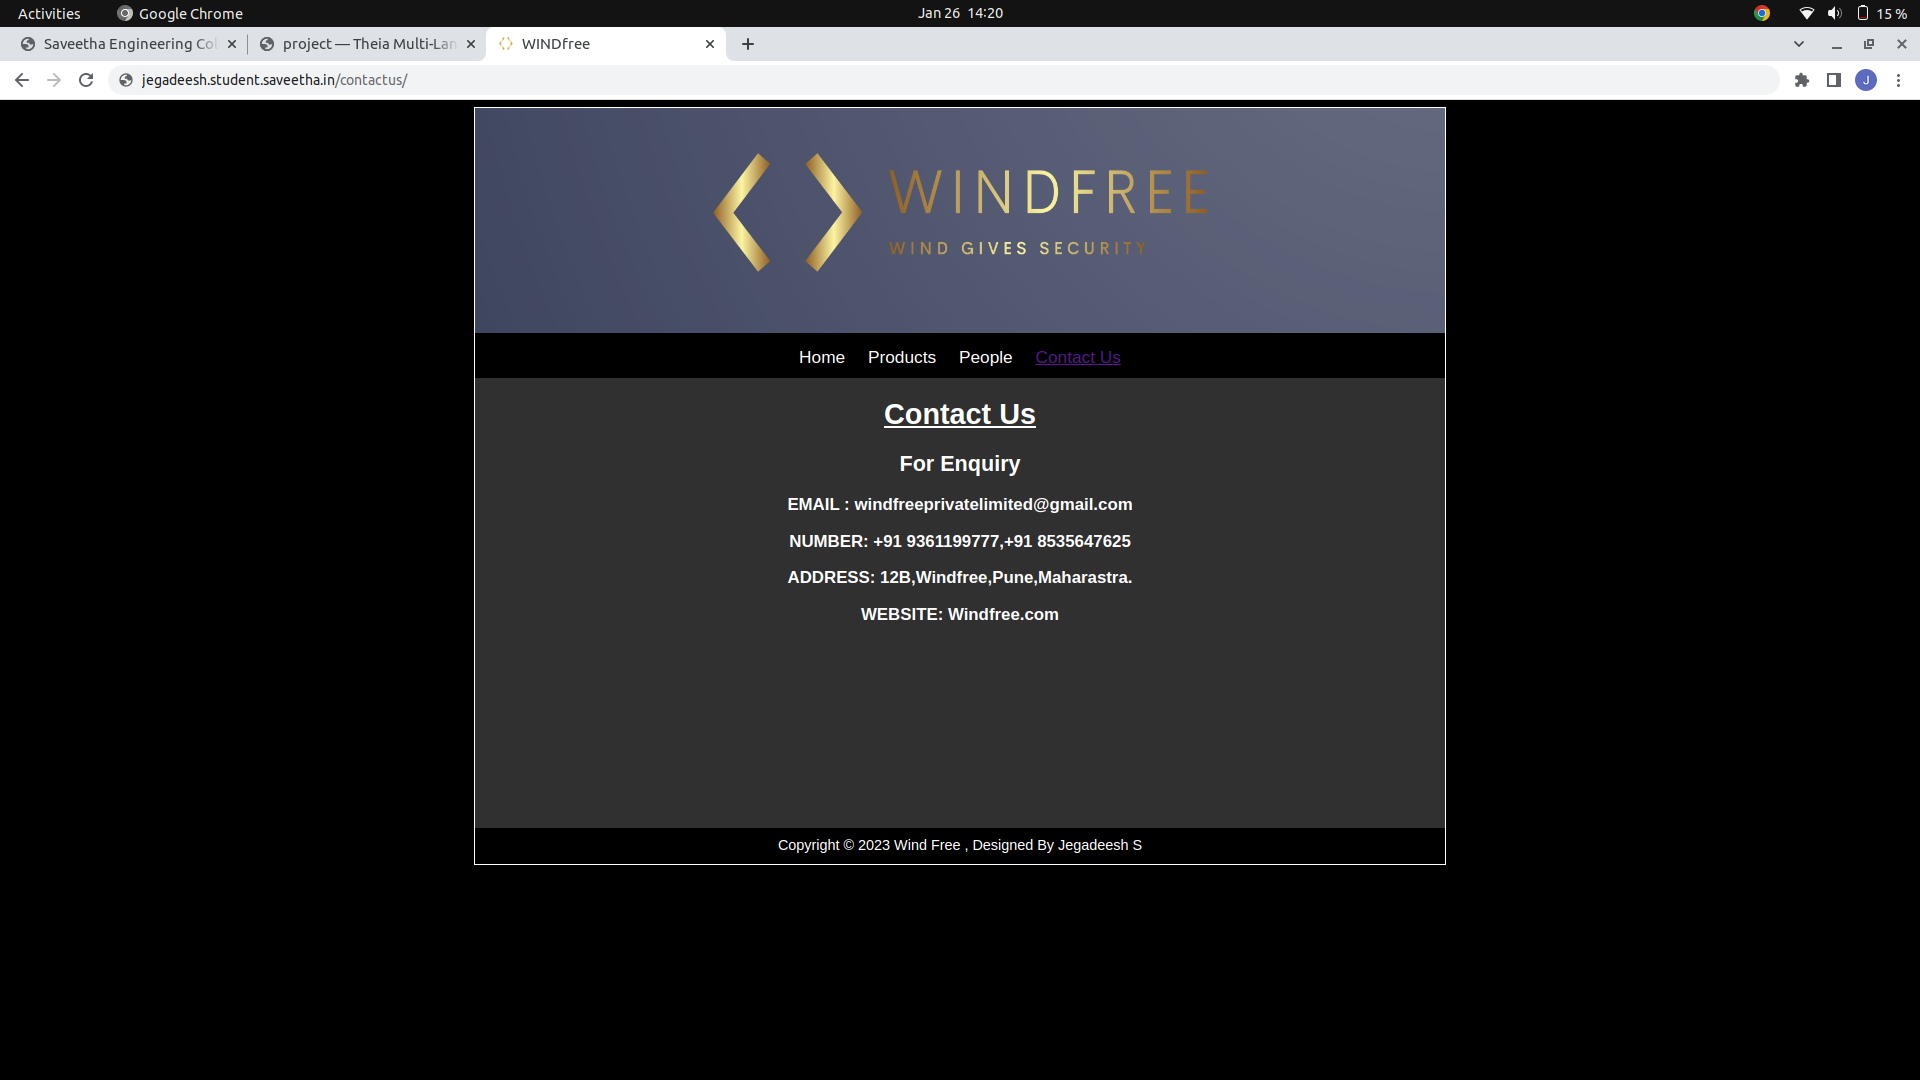 Activities
Google Chrome
Jan 26 14:20
15 %
Saveetha Engineering Col
project — Theia Multi-Lan
WINDfree
jegadeesh.student.saveetha.in/contactus/
J
WINDFREE
WIND GIVES SECURITY
Home Products People Contact Us
Contact Us
For Enquiry
EMAIL : windfreeprivatelimited@gmail.com
NUMBER: +91 9361199777,+91 8535647625
ADDRESS: 12B,Windfree,Pune,Maharastra.
WEBSITE: Windfree.com
Copyright © 2023 Wind Free , Designed By Jegadeesh S